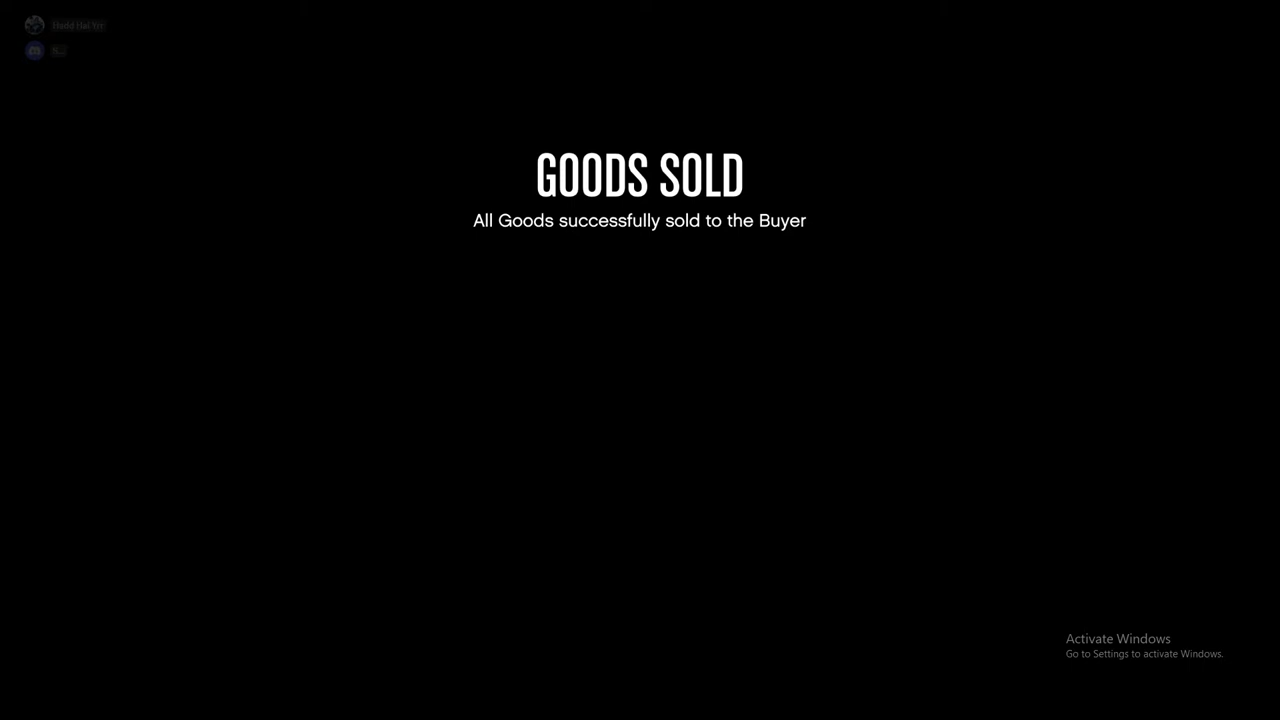 GOODS SOLD
All Goods successfully sold to the Buyer
Activate Windows
Go to Settings to activate Windows.